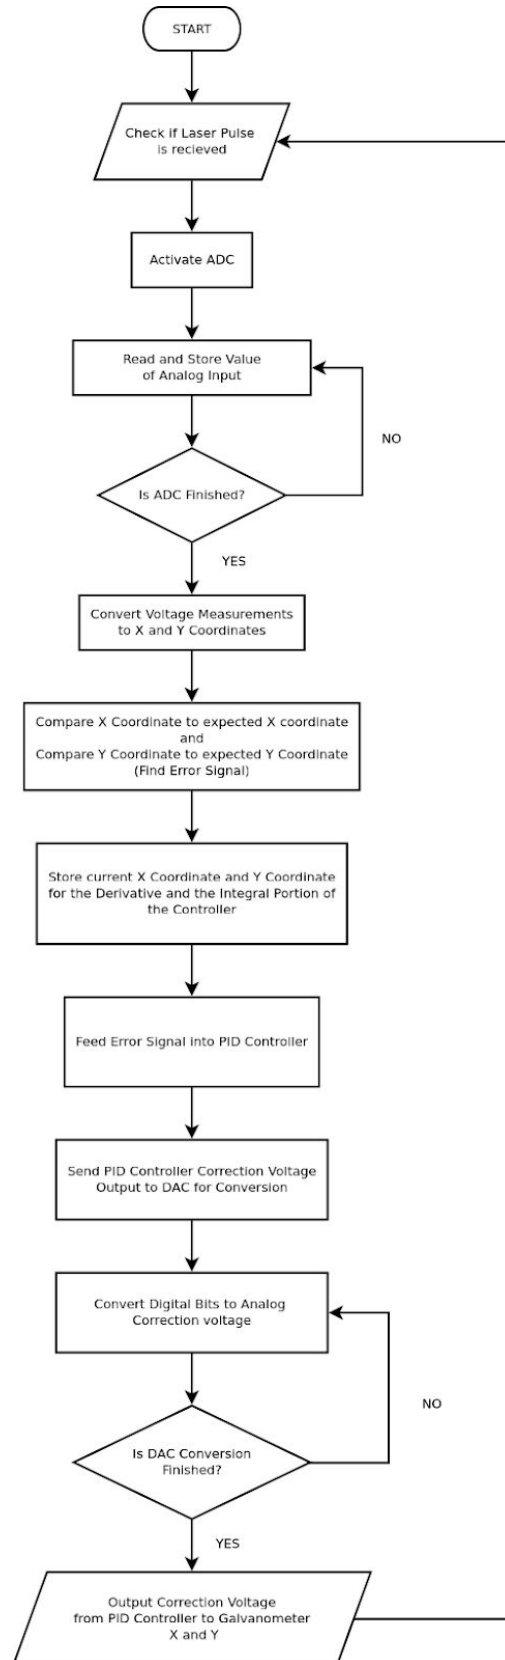 START
Check if Laser Pulse
is recieved
Activate ADC
Read and Store Value
of Analog Input
NO
Is ADC Finished?
YES
Convert Voltage Measurements
to X and Y Coordinates
Compare X Coordinate to expected X coordinate
and
Compare Y Coordinate to expected Y Coordinate
(Find Error Signal)
Store current X Coordinate and Y Coordinate
for the Derivative and the Integral Portion of
the Controller
Feed Error Signal into PID Controller
Send PID Controller Correction Voltage
Output to DAC for Conversion
Convert Digital Bits to Analog
Correction voltage
NO
Is DAC Conversion
Finished?
YES
Output Correction Voltage
from PID Controller to Galvanometer
X and Y